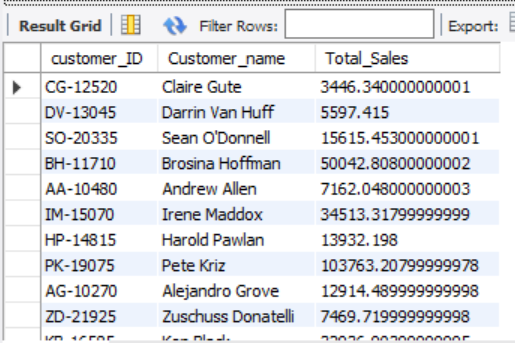 Result Grid Filter Rows: Export:
customer_ID Customer_name Total_Sales
CG-12520 Claire Gute 3446.340000000001
DV-13045 Darrin Van Huff 5597.415
SO-20335 Sean O'Donnell 15615.453000000001
BH-11710 Brosina Hoffman 50042.80800000002
AA-10480 Andrew Allen 7162.048000000003
IM-15070 Irene Maddox 34513.31799999999
HP-14815 Harold Pawlan 13932.198
PK-19075 Pete Kriz 103763.20799999978
AG-10270 Alejandro Grove 12914.489999999998
ZD-21925 Zuschuss Donatelli 7469.719999999998